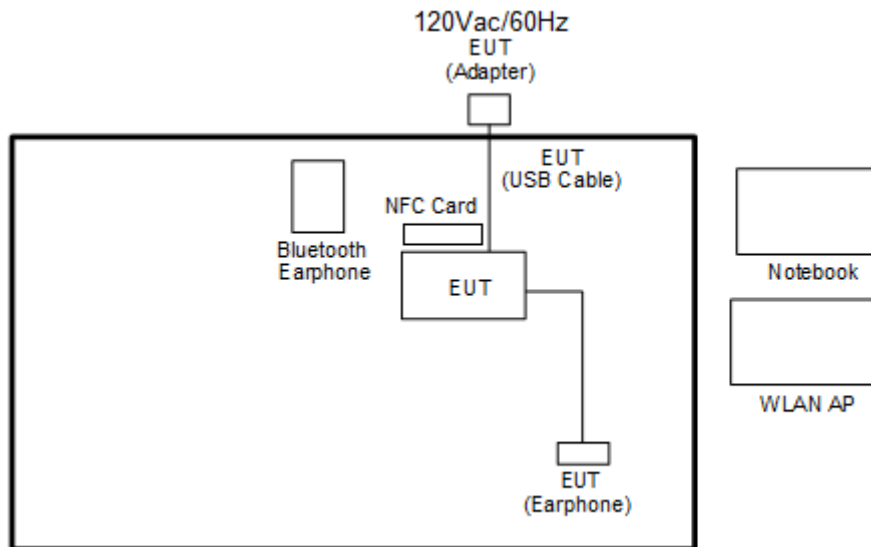 120Vac/60Hz
EUT
(Adapter)
EUT
(USB Cable)
NFC Card
Bluetooth
Earphone
EUT
Notebook
WLAN AP
EUT
(Earphone)